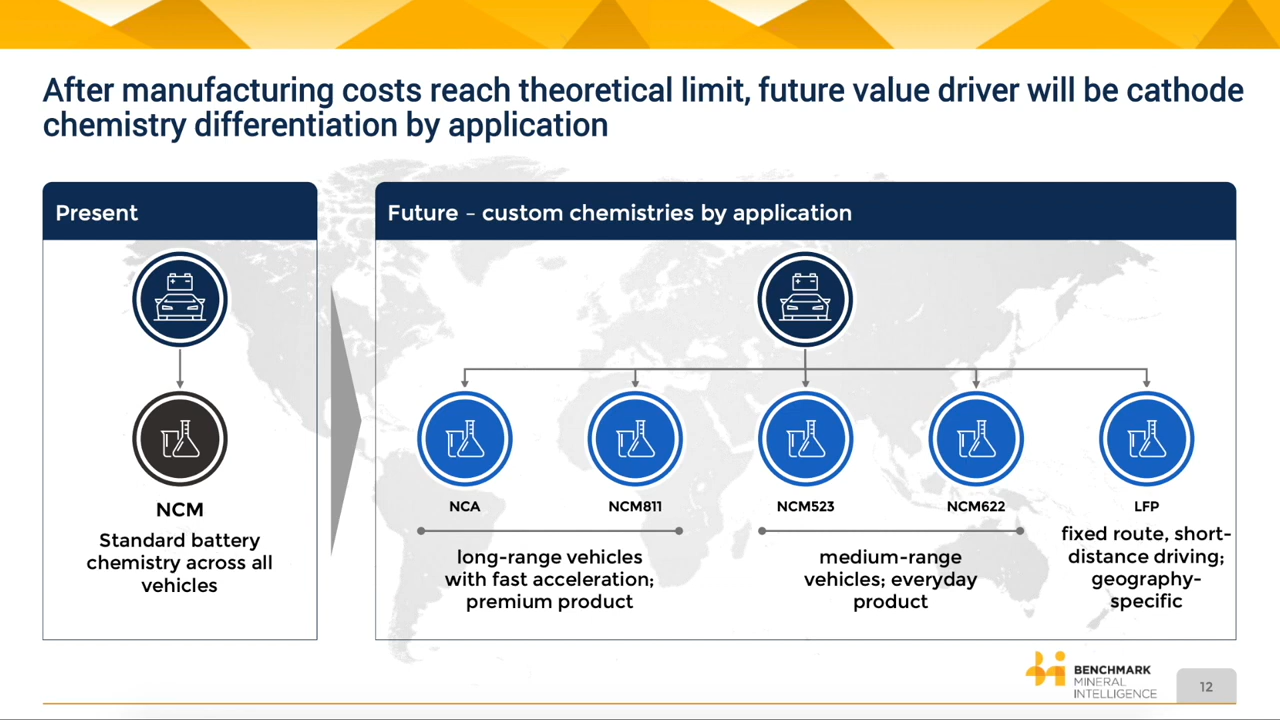 After manufacturing costs reach theoretical limit, future value driver will be cathode
chemistry differentiation by application
Present
NCM
Standard battery
chemistry across all
vehicles
Future – custom chemistries by application
NCA
NCM811
NCM523
NCM622
LFP
long-range vehicles
with fast acceleration;
premium product
medium-range
vehicles; everyday
product
fixed route, short-
distance driving;
geography-
specific
BENCHMARK
MINERAL
INTELLIGENCE
12